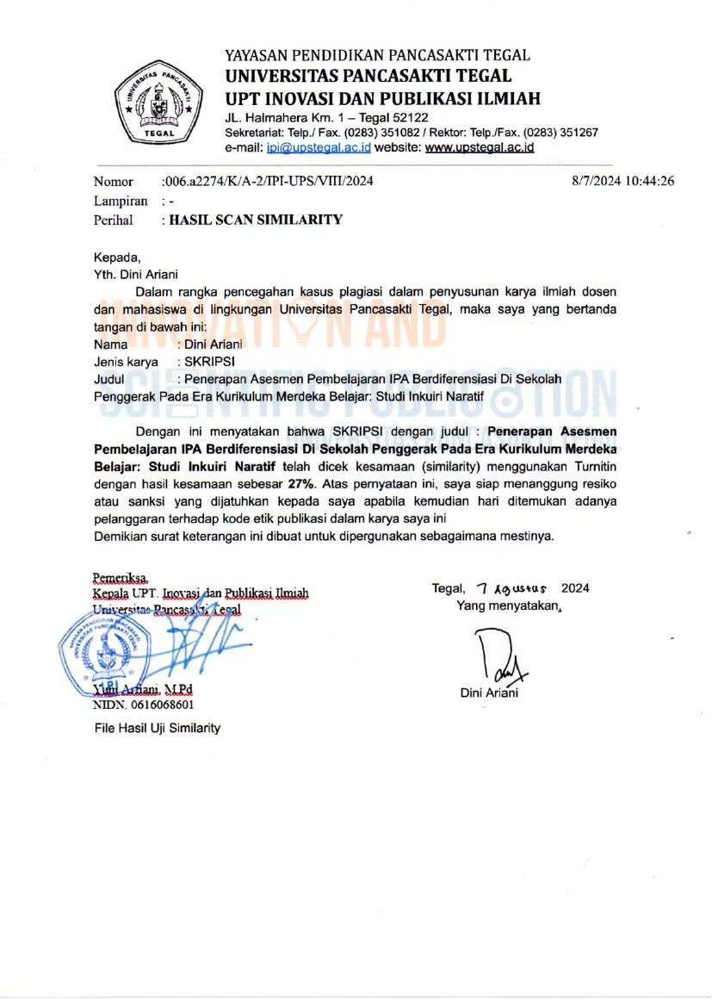 YAYASAN PENDIDIKAN PANCASAKTI TEGAL
UNIVERSITAS PANCASAKTI TEGAL
UPT INOVASI DAN PUBLIKASI ILMIAH
JL. Halmahera Km. 1 – Tegal 52122
Sekretariat: Telp./ Fax. (0283) 351082 / Rektor: Telp./Fax. (0283) 351267
e-mail: ipi@upstegal.ac.id website: www.upstegal.ac.id
UNIVERSITAS PANCASAKTI
TEGAL
Nomor :006.a2274/K/A-2/IPI-UPS/VIII/2024 8/7/2024 10:44:26
Lampiran : -
Perihal : HASIL SCAN SIMILARITY
Kepada,
Yth. Dini Ariani
Dalam rangka pencegahan kasus plagiasi dalam penyusunan karya ilmiah dosen
dan mahasiswa di lingkungan Universitas Pancasakti Tegal, maka saya yang bertanda
tangan di bawah ini:
INNOVATION AND
Nama : Dini Ariani
Jenis karya : SKRIPSI
Judul : Penerapan Asesmen Pembelajaran IPA Berdiferensiasi Di Sekolah
Penggerak Pada Era Kurikulum Merdeka Belajar: Studi Inkuiri Naratif
SCIENTIFIC PUBLICATION
UNIVERSITAS PANCASAKTI TEGAL
Dengan ini menyatakan bahwa SKRIPSI dengan judul : Penerapan Asesmen
Pembelajaran IPA Berdiferensiasi Di Sekolah Penggerak Pada Era Kurikulum Merdeka
Belajar: Studi Inkuiri Naratif telah dicek kesamaan (similarity) menggunakan Turnitin
dengan hasil kesamaan sebesar 27%. Atas pernyataan ini, saya siap menanggung resiko
atau sanksi yang dijatuhkan kepada saya apabila kemudian hari ditemukan adanya
pelanggaran terhadap kode etik publikasi dalam karya saya ini
Demikian surat keterangan ini dibuat untuk dipergunakan sebagaimana mestinya.
Pemeriksa,
Kepala UPT. Inovasi dan Publikasi Ilmiah
Universitas Pancasakti Tegal
YAYASAN PENDIDIKAN PANCASAKTI TEGAL
UNIVERSITAS PANCASAKTI TEGAL
M.Pd
NIDN. 0616068601
Tegal, 7 Agustus 2024
Yang menyatakan,
Dini Ariani
File Hasil Uji Similarity